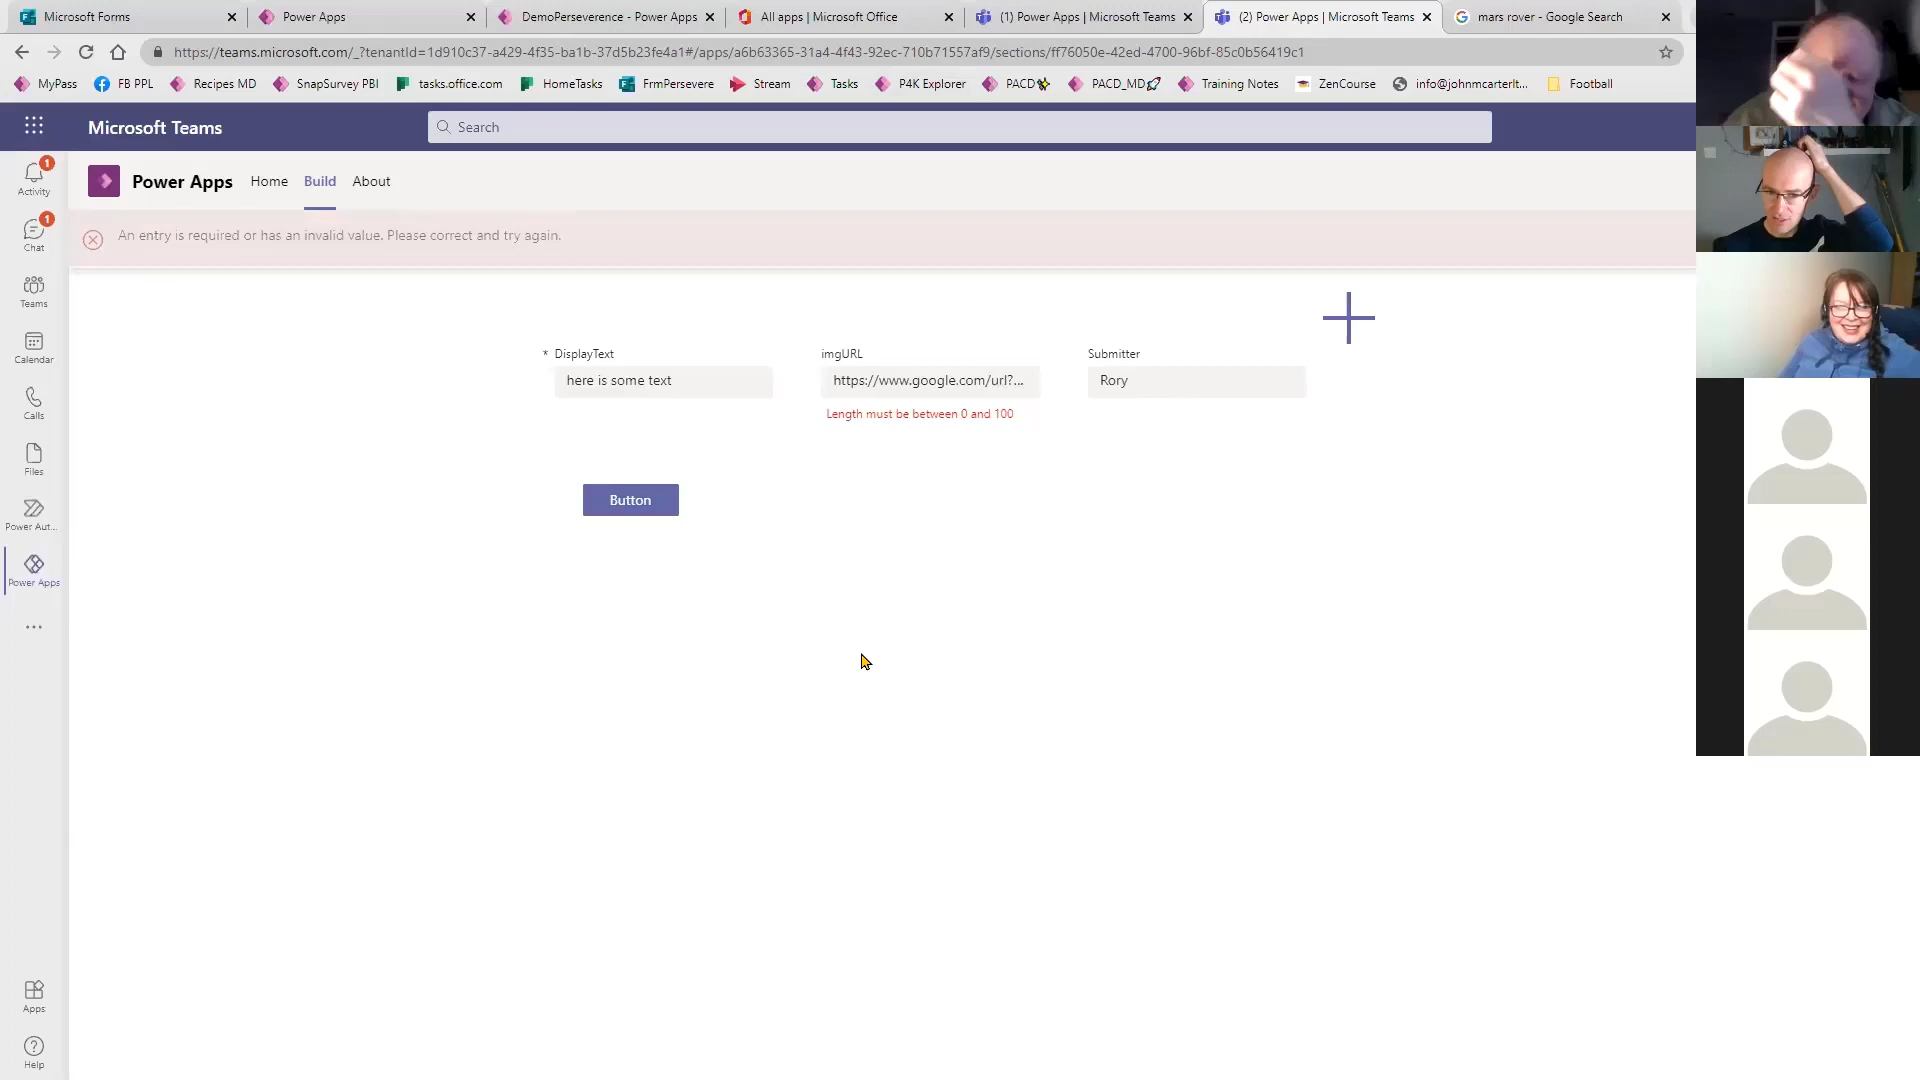 Microsoft Forms
Power Apps
DemoPerseverence - Power Apps
All apps | Microsoft Office
(1) Power Apps | Microsoft Teams
(2) Power Apps | Microsoft Teams
mars rover - Google Search
https://teams.microsoft.com/_?tenantId=1d910c37-a429-4f35-ba1b-37d5b23fe4a1#/apps/a6b63365-31a4-4f43-92ec-710b71557af9/sections/ff76050e-42ed-4700-96bf-85c0b56419c1
MyPass
FB PPL
Recipes MD
SnapSurvey PBI
tasks.office.com
HomeTasks
FrmPersevere
Stream
Tasks
P4K Explorer
PACD✨
PACD_MD🚀
Training Notes
ZenCourse
info@johnmcarterlt...
Football
Microsoft Teams
Search
Power Apps
Home
Build
About
An entry is required or has an invalid value. Please correct and try again.
1
Activity
1
Chat
Teams
Calendar
Calls
Files
Power Aut...
Power Apps
...
Apps
Help
* DisplayText
imgURL
Submitter
here is some text
https://www.google.com/url?...
Rory
Length must be between 0 and 100
Button